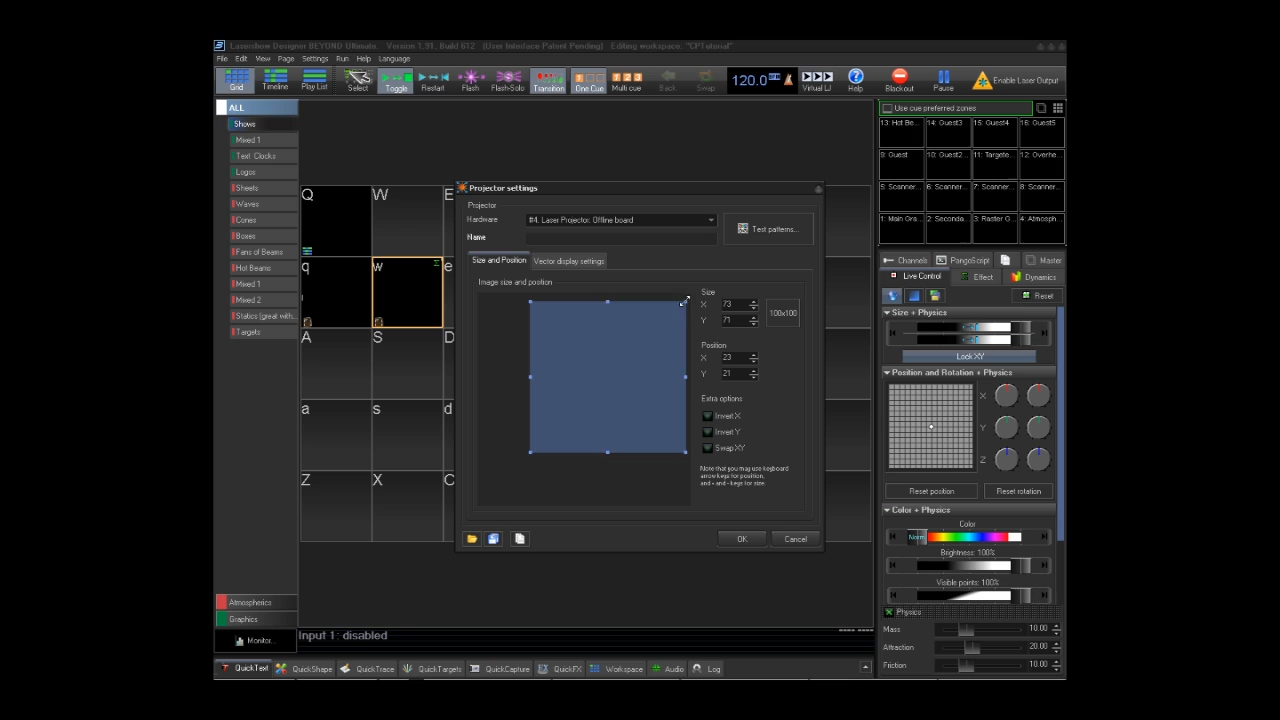 Lasershow Designer BEYOND Ultimate. Version 1.91, Build 612 (User Interface Patent Pending) Editing workspace: "CPTutorial"
File Edit View Page Settings Run Help Language
Grid Timeline Play List Select Toggle Restart Flash Flash-Solo Transition One Cue Multi cue Back Swap 120.0 Virtual LJ Help Blackout Pause Enable Laser Output
ALL
Shows
Mixed 1
Text Clocks
Logos
Sheets
Waves
Cones
Boxes
Fans of Beams
Hot Beams
Mixed 1
Mixed 2
Statics (great with...
Targets
Atmospherics
Graphics
Monitor...
Q W E
q w e
A S D
a s d
Z X C
Projector settings
Projector
Hardware #4, Laser Projector: Offline board
Name
Test patterns...
Size and Position Vector display settings
Image size and position
Size
X 73
Y 71
100x100
Position
X 23
Y 21
Extra options
Invert X
Invert Y
Swap XY
Note that you may use keyboard
arrow keys for position,
and + and - keys for size.
OK Cancel
Use cue preferred zones
13: Hot Be... 14: Guest3 15: Guest4 16: Guest5
9: Guest 10: Guest2... 11: Targete... 12: Overhe...
5: Scanner... 6: Scanner... 7: Scanner... 8: Scanner...
1: Main Gra... 2: Seconda... 3: Raster G... 4: Atmosph...
Channels PangoScript Master
Live Control Effect Dynamics
Reset
Size + Physics
Lock XY
Position and Rotation + Physics
X
Y
Z
Reset position Reset rotation
Color + Physics
Color
Norm
Brightness: 100%
Visible points: 100%
Physics
Mass 10.00
Attraction 20.00
Friction 10.00
Input 1: disabled
QuickText QuickShape QuickTrace QuickTargets QuickCapture QuickFX Workspace Audio Log